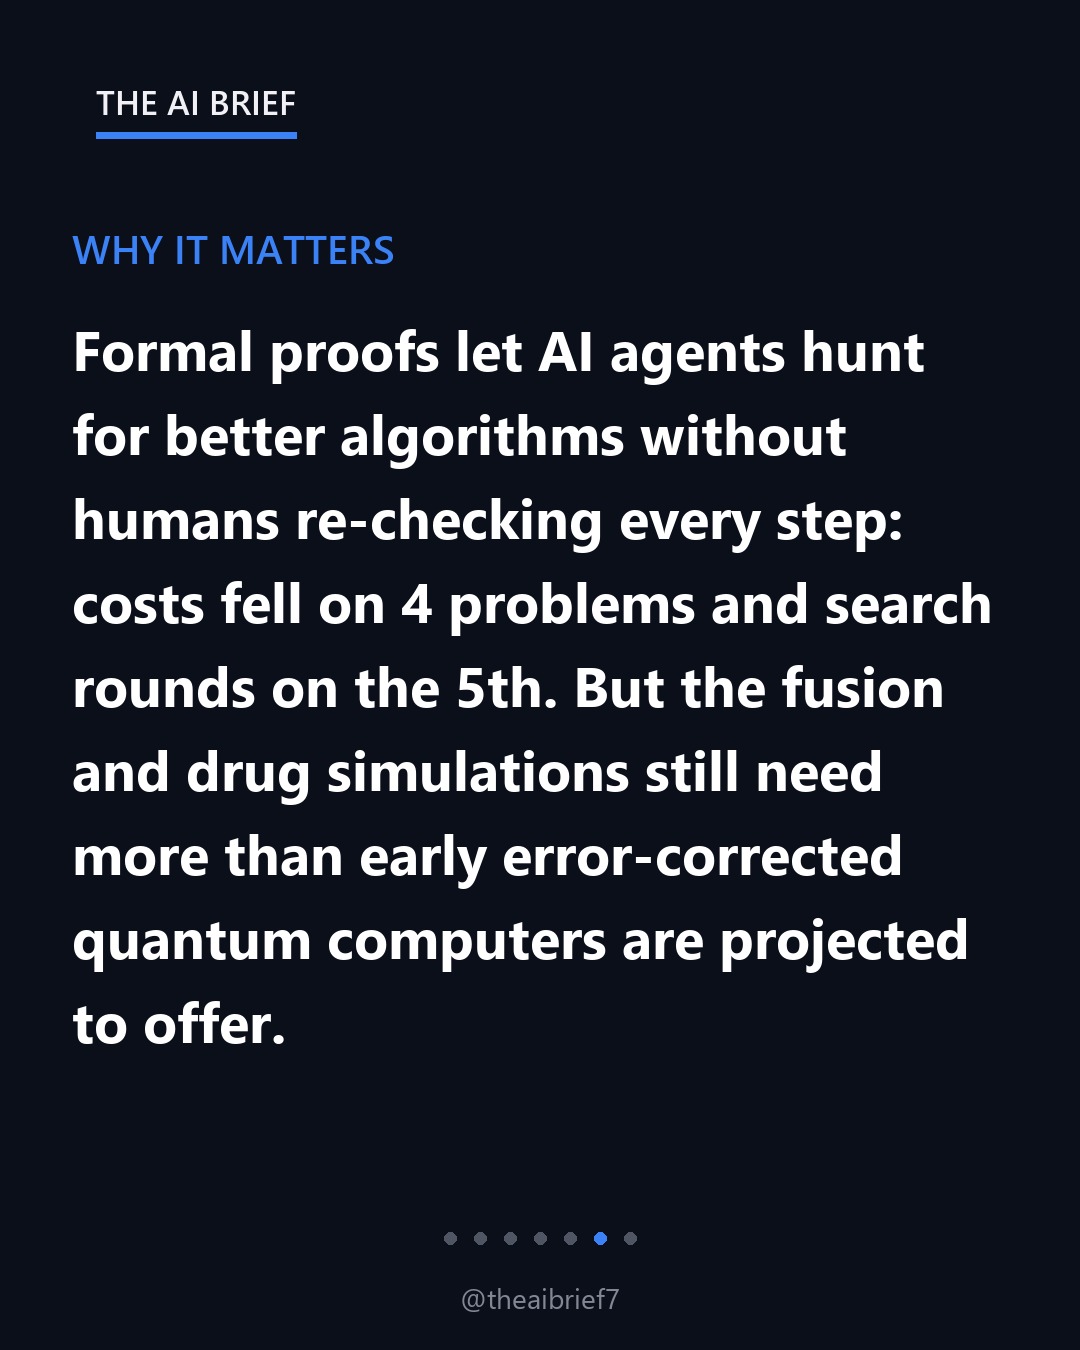 THE AI BRIEF
WHY IT MATTERS
Formal proofs let AI agents hunt
for better algorithms without
humans re-checking every step:
costs fell on 4 problems and search
rounds on the 5th. But the fusion
and drug simulations still need
more than early error-corrected
quantum computers are projected
to offer.
@theaibrief7